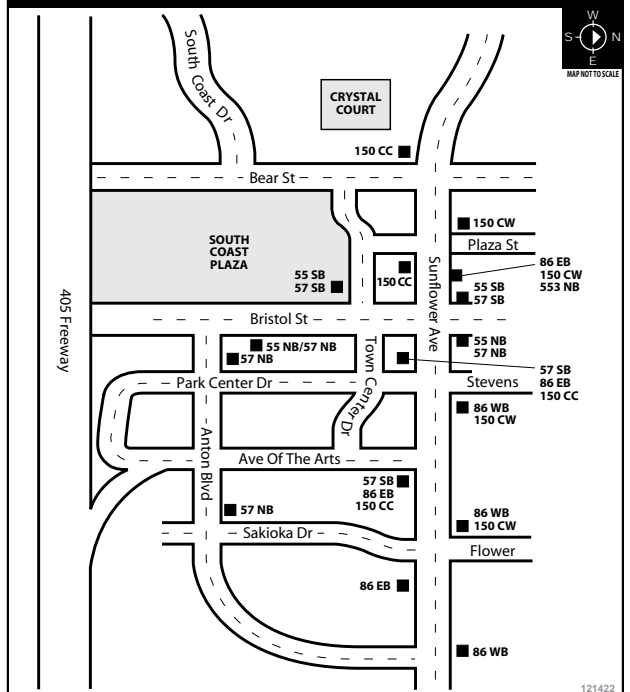 W
S N
E
MAP NOT TO SCALE
South Coast Dr
CRYSTAL
COURT
150 CC
Bear St
150 CW
Plaza St
SOUTH
COAST
PLAZA
55 SB
57 SB
150 CC
Sunflower Ave
86 EB
150 CW
553 NB
55 SB
57 SB
405 Freeway
Bristol St
55 NB/57 NB
57 NB
Town Center Dr
55 NB
57 NB
57 SB
86 EB
150 CC
Park Center Dr
Stevens
86 WB
150 CW
Anton Blvd
Ave Of The Arts
57 SB
86 EB
150 CC
57 NB
86 WB
150 CW
Sakioka Dr
Flower
86 EB
86 WB
121422